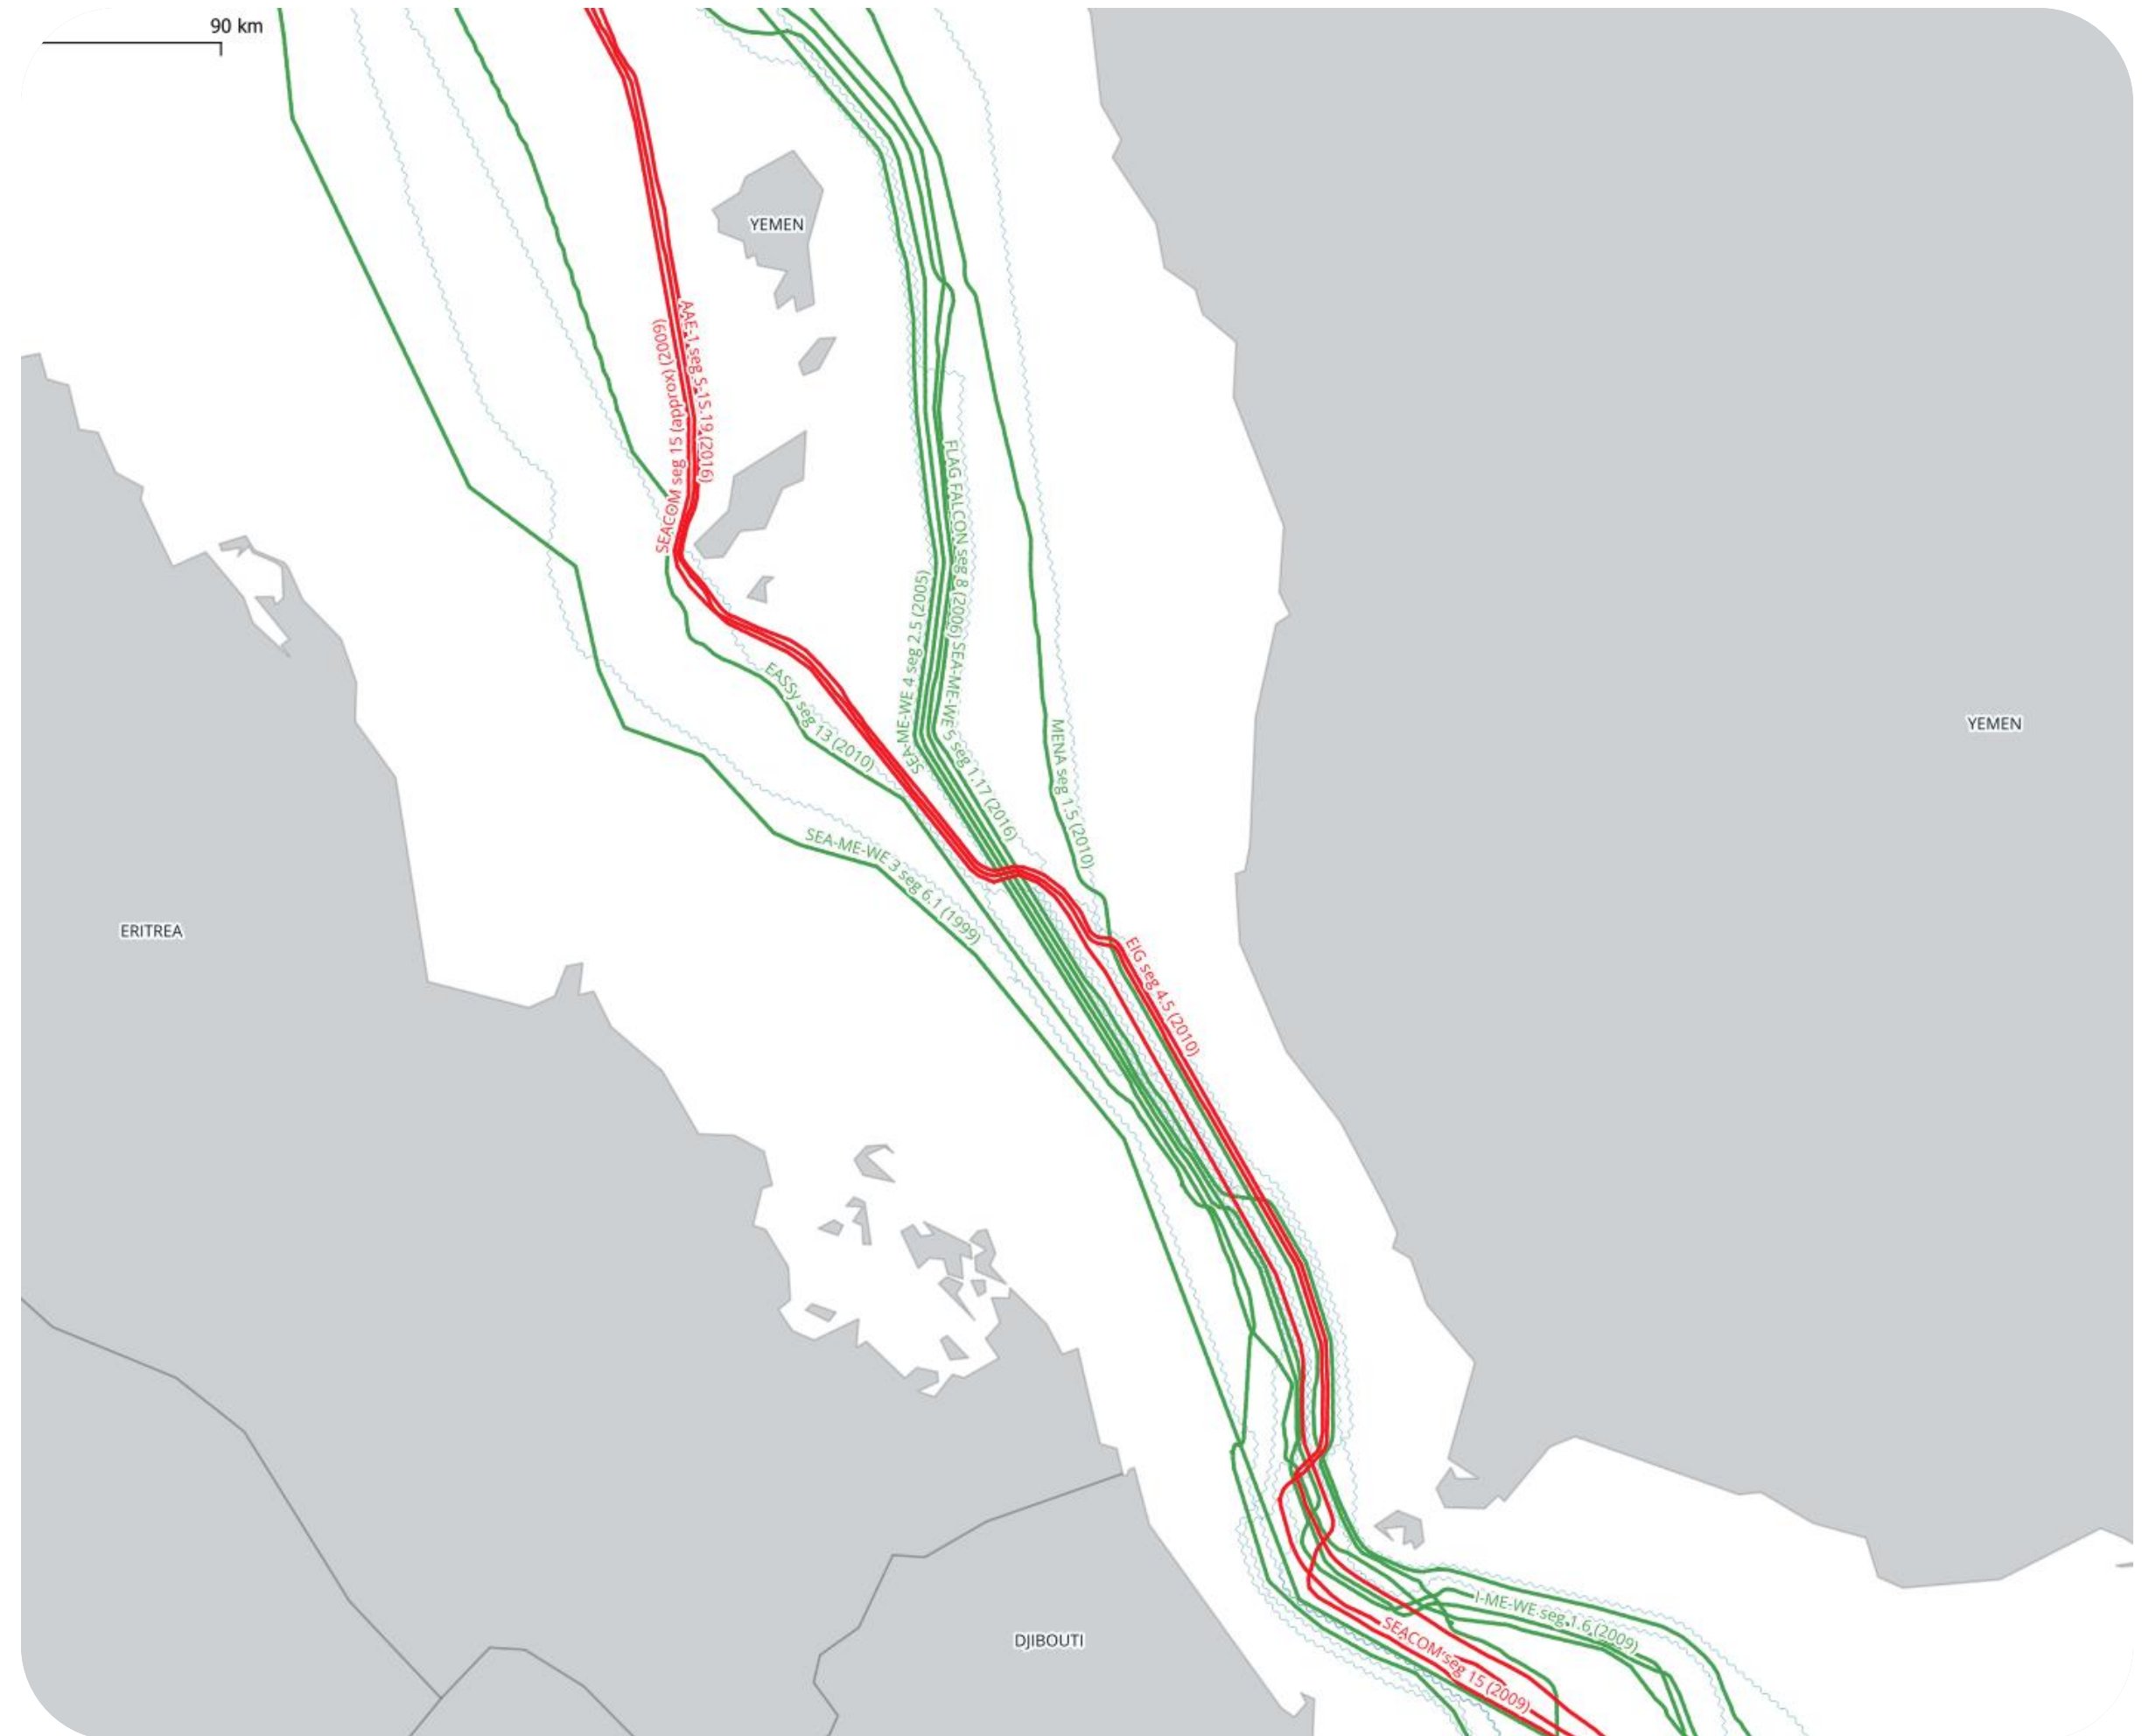 90 km
YEMEN
AAE-1 seg S-1S.19 (2016)
SEACOM seg 1S (approx) (2009)
FLAG FALCON seg 8 (2006)
SEA-ME-WE 4 seg 2.5 (2005)
SEA-ME-WE 5 seg 1.17 (2016)
EASSy seg 13 (2010)
MENA seg 1.5 (2010)
YEMEN
SEA-ME-WE 3 seg 6.1 (1999)
ERITREA
EIG seg 4.5 (2010)
I-ME-WE seg 1.6 (2009)
SEACOM seg 15 (2009)
DJIBOUTI